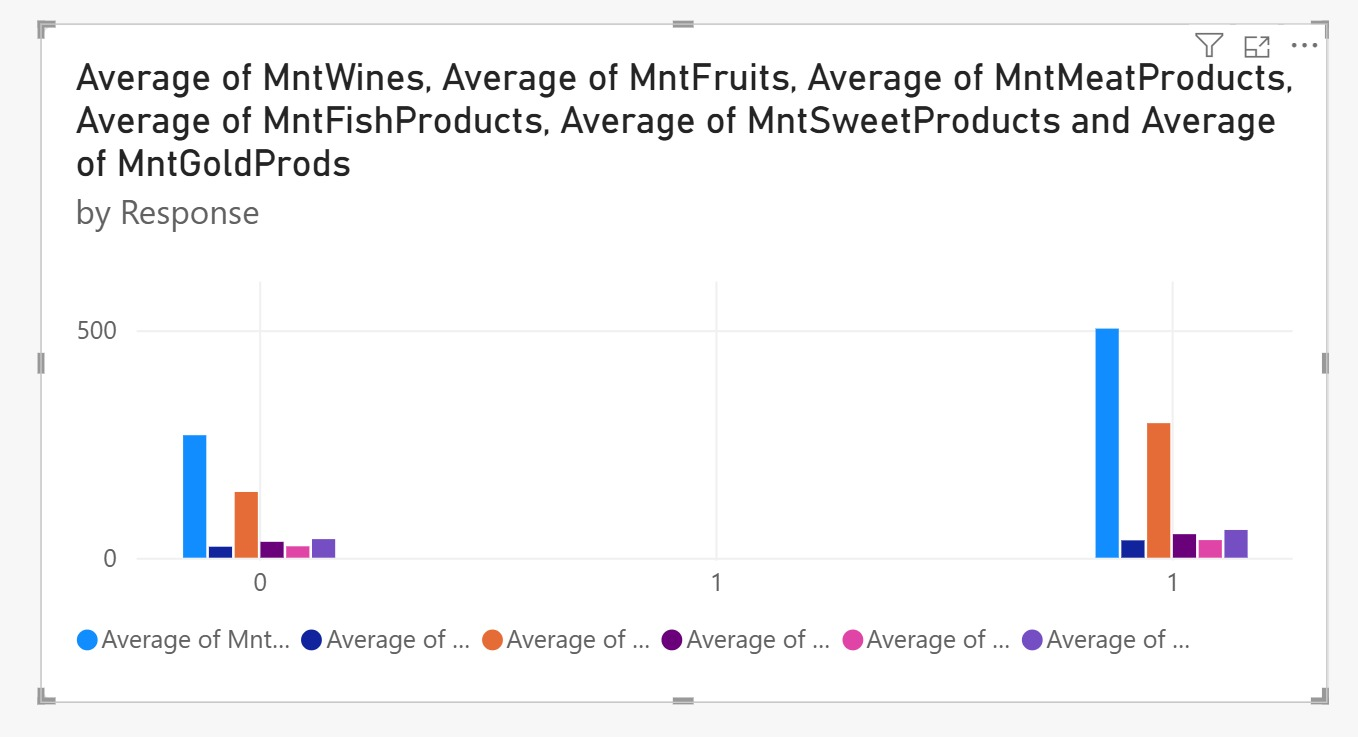 Average of MntWines, Average of MntFruits, Average of MntMeatProducts,
Average of MntFishProducts, Average of MntSweetProducts and Average
of MntGoldProds
by Response
500
0
0 1 1
Average of Mnt... Average of ... Average of ... Average of ... Average of ... Average of ...